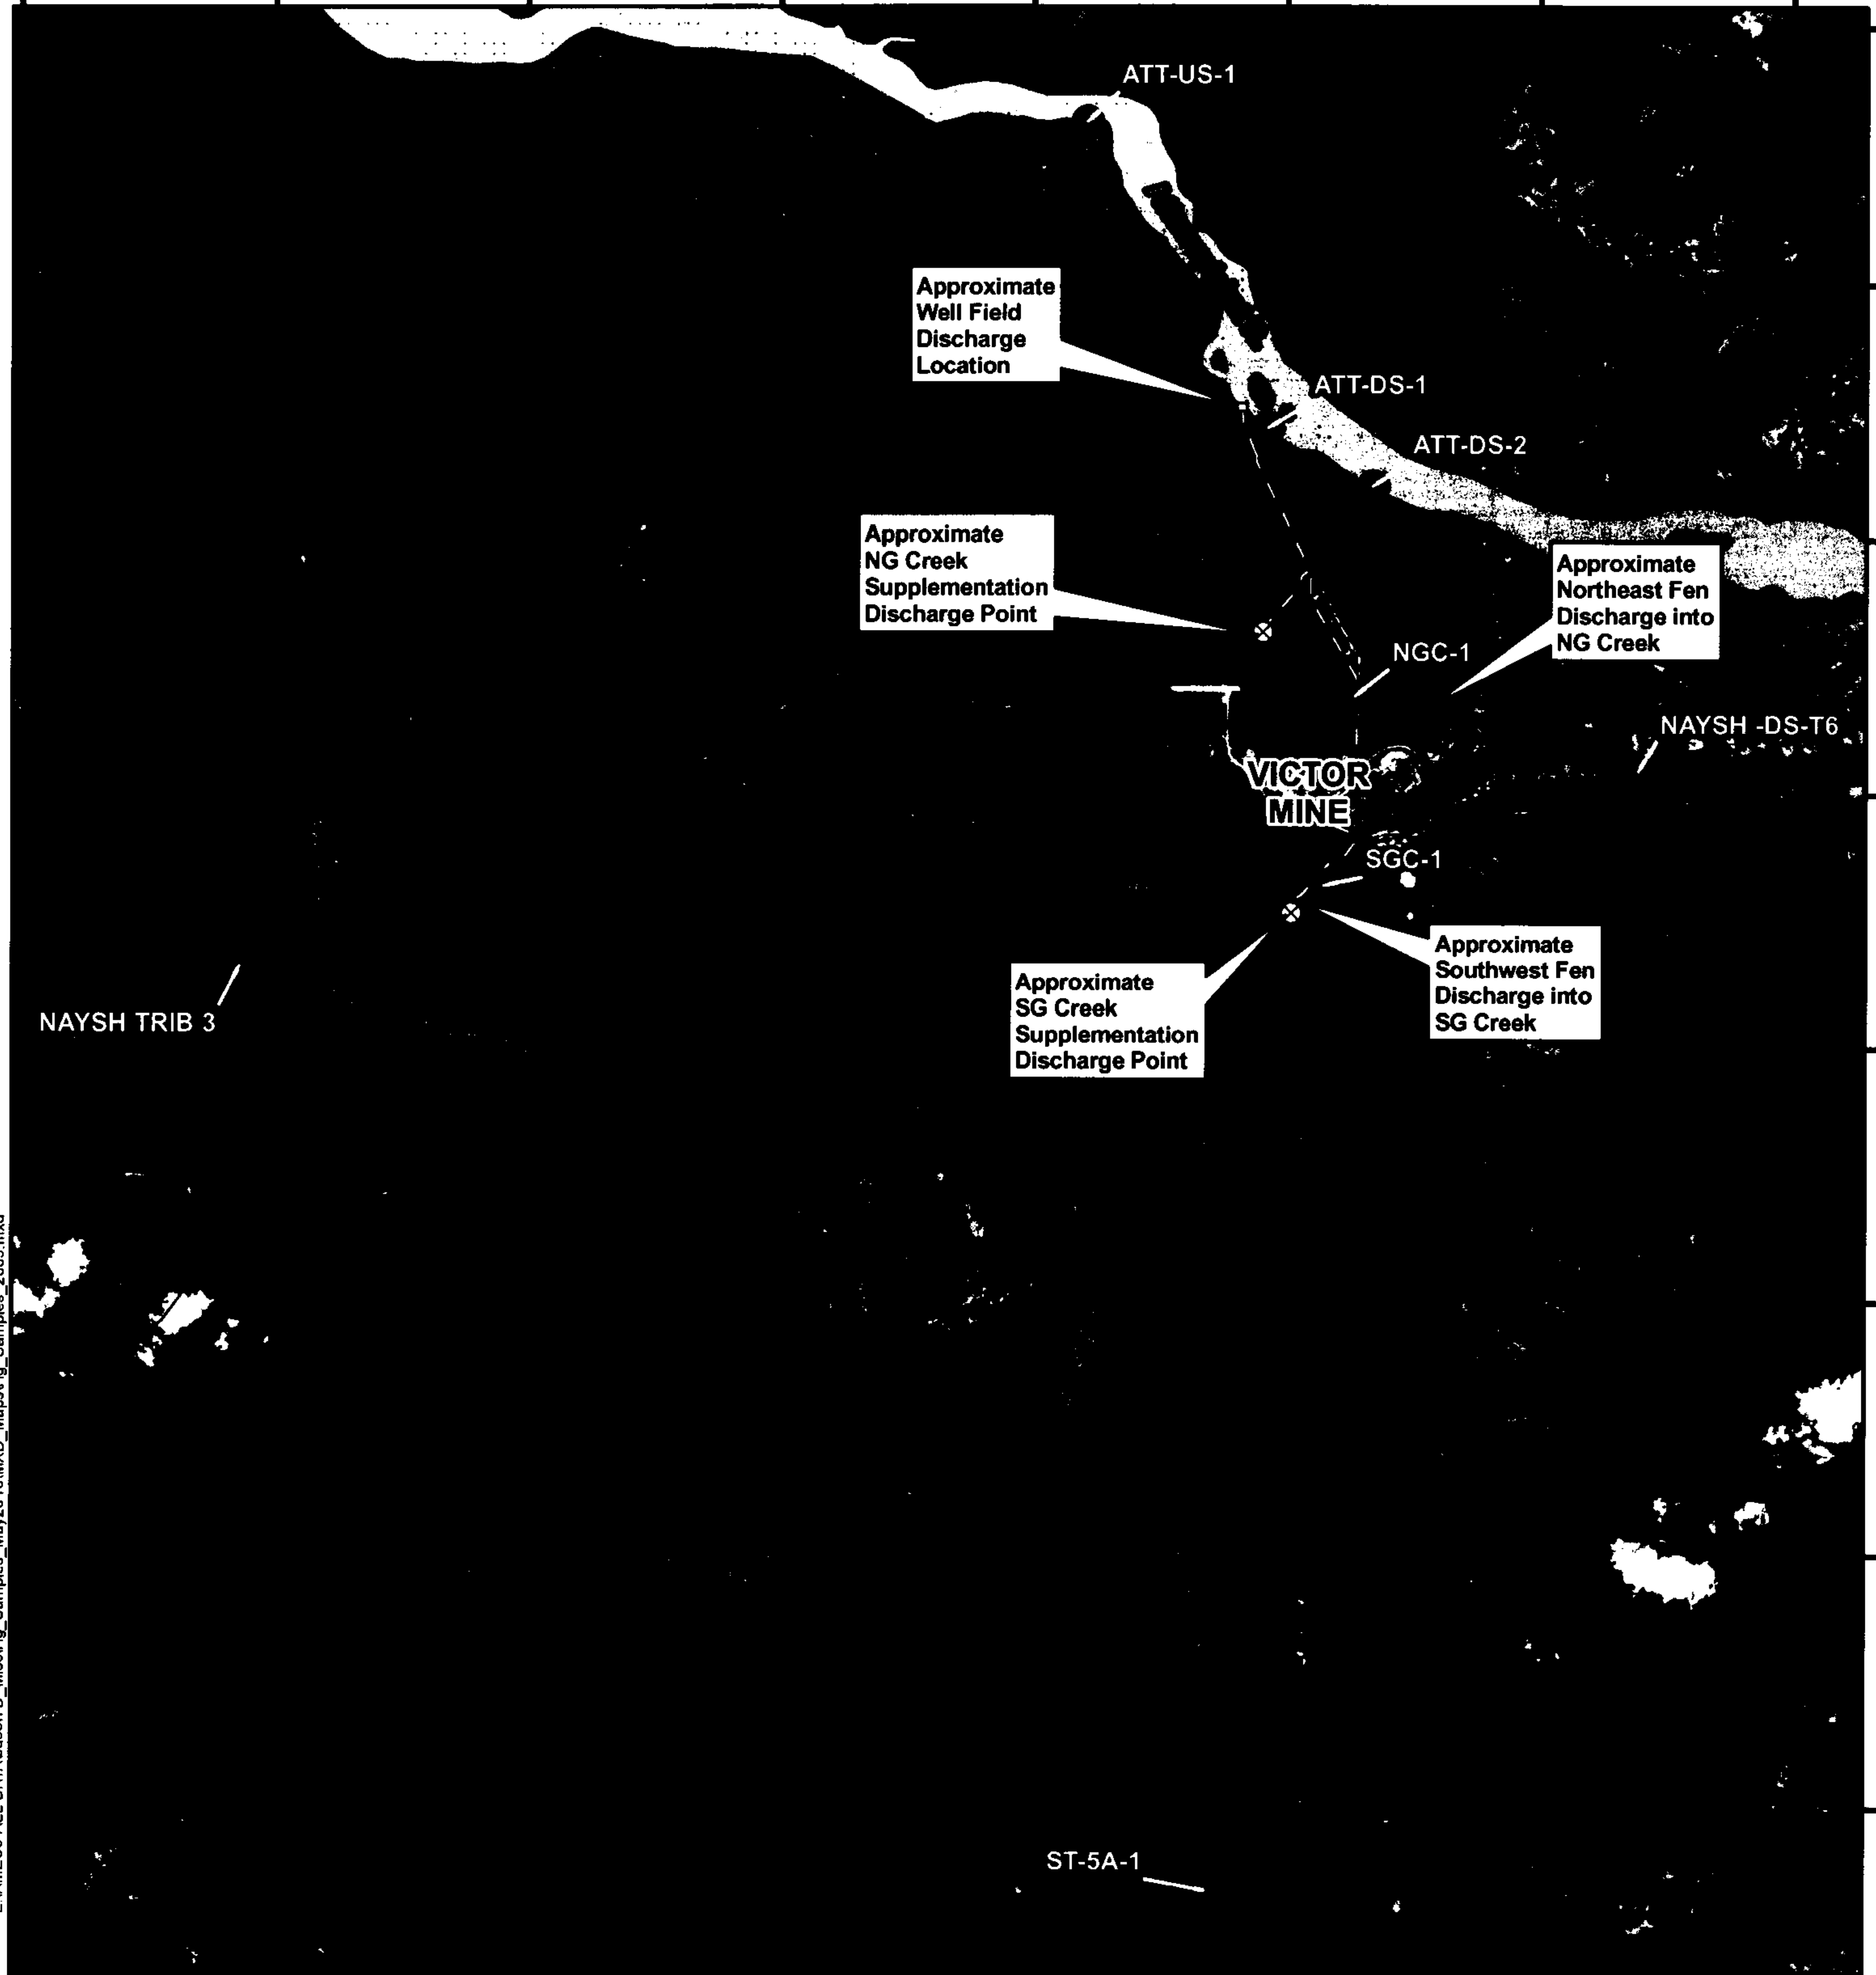 ATT-US-1
Approximate
Well Field
Discharge
Location
ATT-DS-1
ATT-DS-2
Approximate
NG Creek
Supplementation
Discharge Point
Approximate
Northeast Fen
Discharge into
NG Creek
NGC-1
NAYSH -DS-T6
VICTOR
MINE
SGC-1
Approximate
Southwest Fen
Discharge into
SG Creek
Approximate
SG Creek
Supplementation
Discharge Point
NAYSH TRIB 3
ST-5A-1